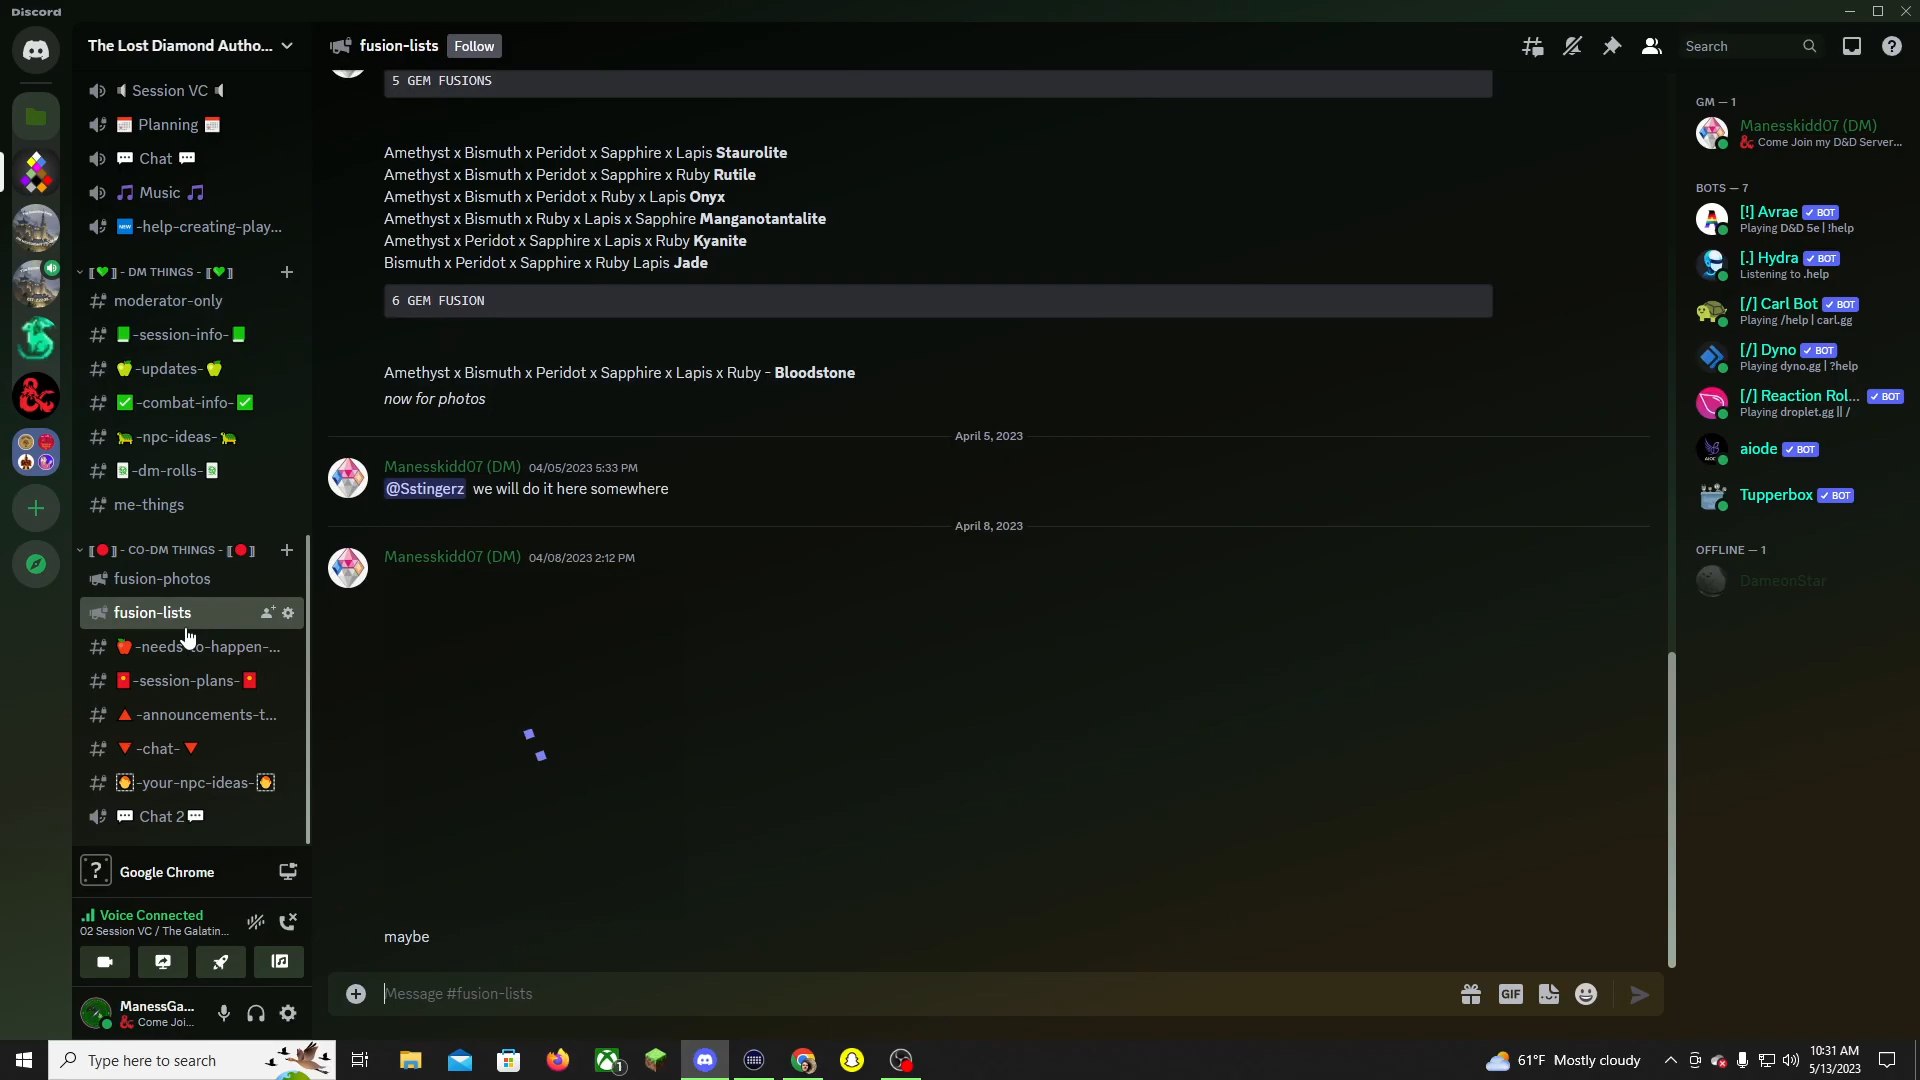 Discord
The Lost Diamond Autho...
fusion-lists
Follow
Search
Session VC
Planning
Chat
Music
-help-creating-play...
- DM THINGS -
moderator-only
-session-info-
-updates-
-combat-info-
-npc-ideas-
-dm-rolls-
me-things
- CO-DM THINGS -
fusion-photos
fusion-lists
-needs-to-happen-...
-session-plans-
-announcements-t...
-chat-
-your-npc-ideas-
Chat 2
Google Chrome
Voice Connected
02 Session VC / The Galatin...
ManessGa...
Come Joi...
5 GEM FUSIONS
Amethyst x Bismuth x Peridot x Sapphire x Lapis Staurolite
Amethyst x Bismuth x Peridot x Sapphire x Ruby Rutile
Amethyst x Bismuth x Peridot x Ruby x Lapis Onyx
Amethyst x Bismuth x Ruby x Lapis x Sapphire Manganotantalite
Amethyst x Peridot x Sapphire x Lapis x Ruby Kyanite
Bismuth x Peridot x Sapphire x Ruby Lapis Jade
6 GEM FUSION
Amethyst x Bismuth x Peridot x Sapphire x Lapis x Ruby - Bloodstone
now for photos
April 5, 2023
Manesskidd07 (DM) 04/05/2023 5:33 PM
@Sstingerz we will do it here somewhere
April 8, 2023
Manesskidd07 (DM) 04/08/2023 2:12 PM
maybe
Message #fusion-lists
GIF
GM — 1
Manesskidd07 (DM)
Come Join my D&D Server...
BOTS — 7
[!] Avrae ✓ BOT
Playing D&D 5e | !help
[.] Hydra ✓ BOT
Listening to .help
[/] Carl Bot ✓ BOT
Playing /help | carl.gg
[/] Dyno ✓ BOT
Playing dyno.gg | ?help
[/] Reaction Rol... ✓ BOT
Playing droplet.gg || /
aiode ✓ BOT
Tupperbox ✓ BOT
OFFLINE — 1
DameonStar
Type here to search
1
61°F Mostly cloudy
10:31 AM
5/13/2023